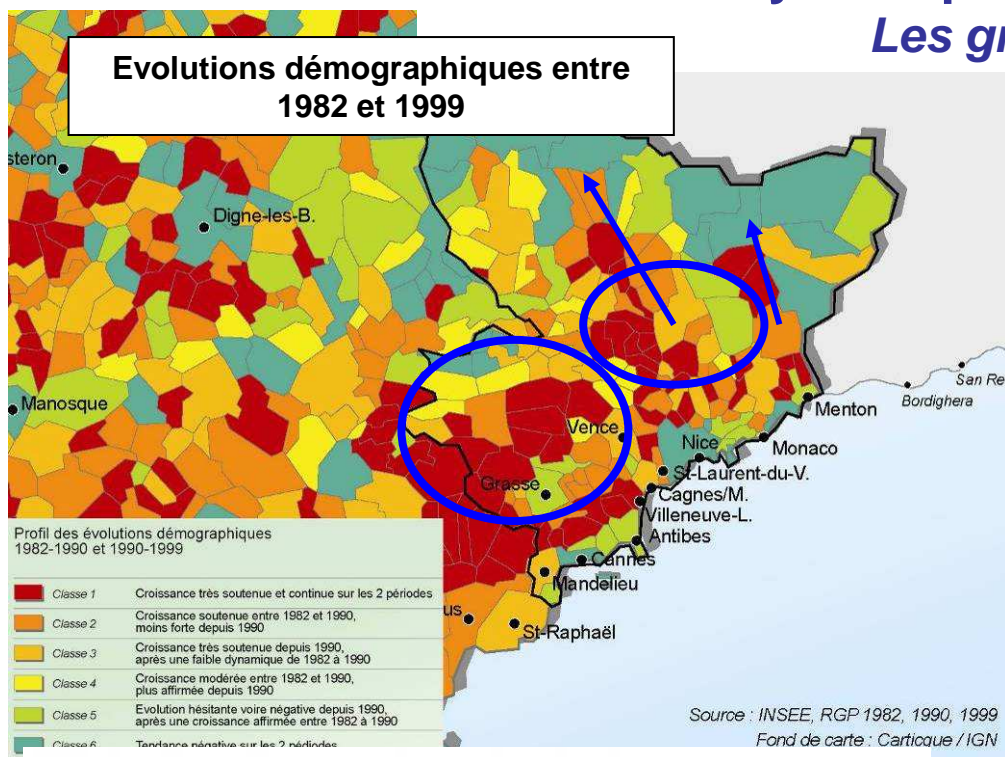 Les gr
Evolutions démographiques entre
1982 et 1999
steron
Digne-les-B.
Manosque
Vence
Grasse
Nice
Menton
Monaco
Bordighera
San Re
St-Laurent-du-V.
Cagnes/M.
Villeneuve-L.
Antibes
Cannes
Mandelieu
us
St-Raphaël
Profil des évolutions démographiques
1982-1990 et 1990-1999
Classe 1 Croissance très soutenue et continue sur les 2 périodes
Classe 2 Croissance soutenue entre 1982 et 1990,
moins forte depuis 1990
Classe 3 Croissance très soutenue depuis 1990,
après une faible dynamique de 1982 à 1990
Classe 4 Croissance modérée entre 1982 et 1990,
plus affirmée depuis 1990
Classe 5 Evolution hésitante voire négative depuis 1990,
après une croissance affirmée entre 1982 à 1990
Classe 6 Tendance négative sur les 2 pédiodes
Source : INSEE, RGP 1982, 1990, 1999
Fond de carte : Carticque / IGN